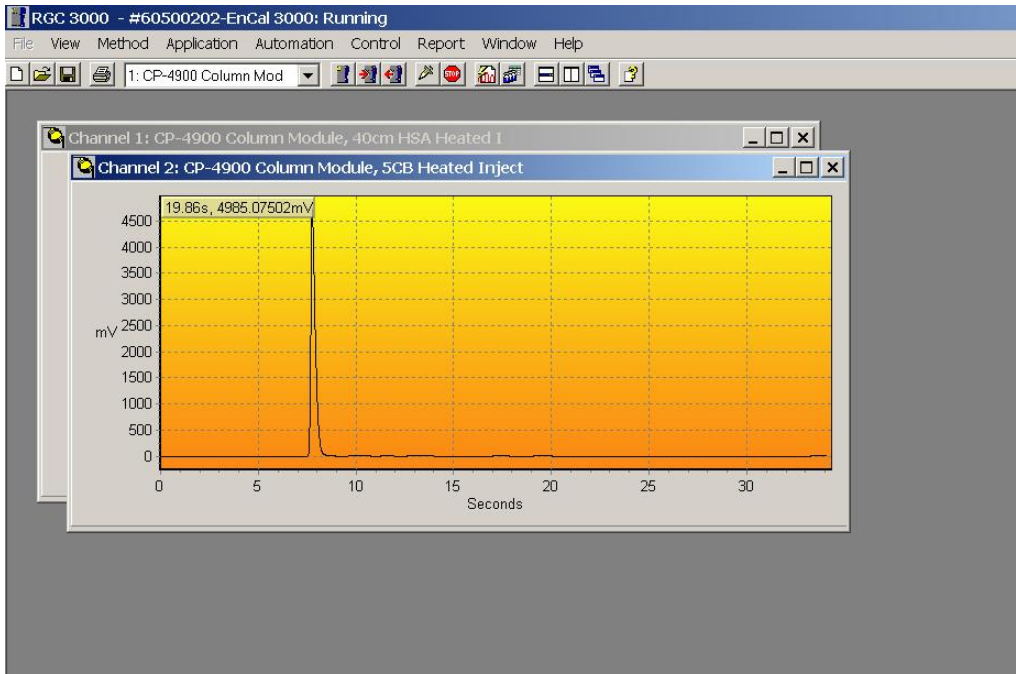 RGC 3000 - #60500202-EnCal 3000: Running
File View Method Application Automation Control Report Window Help
1: CP-4900 Column Mod
STOP
Channel 1: CP-4900 Column Module, 40cm HSA Heated I
Channel 2: CP-4900 Column Module, 5CB Heated Inject
19.86s, 4985.07502mV
4500
4000
3500
3000
mV 2500
2000
1500
1000
500
0
0 5 10 15 20 25 30
Seconds